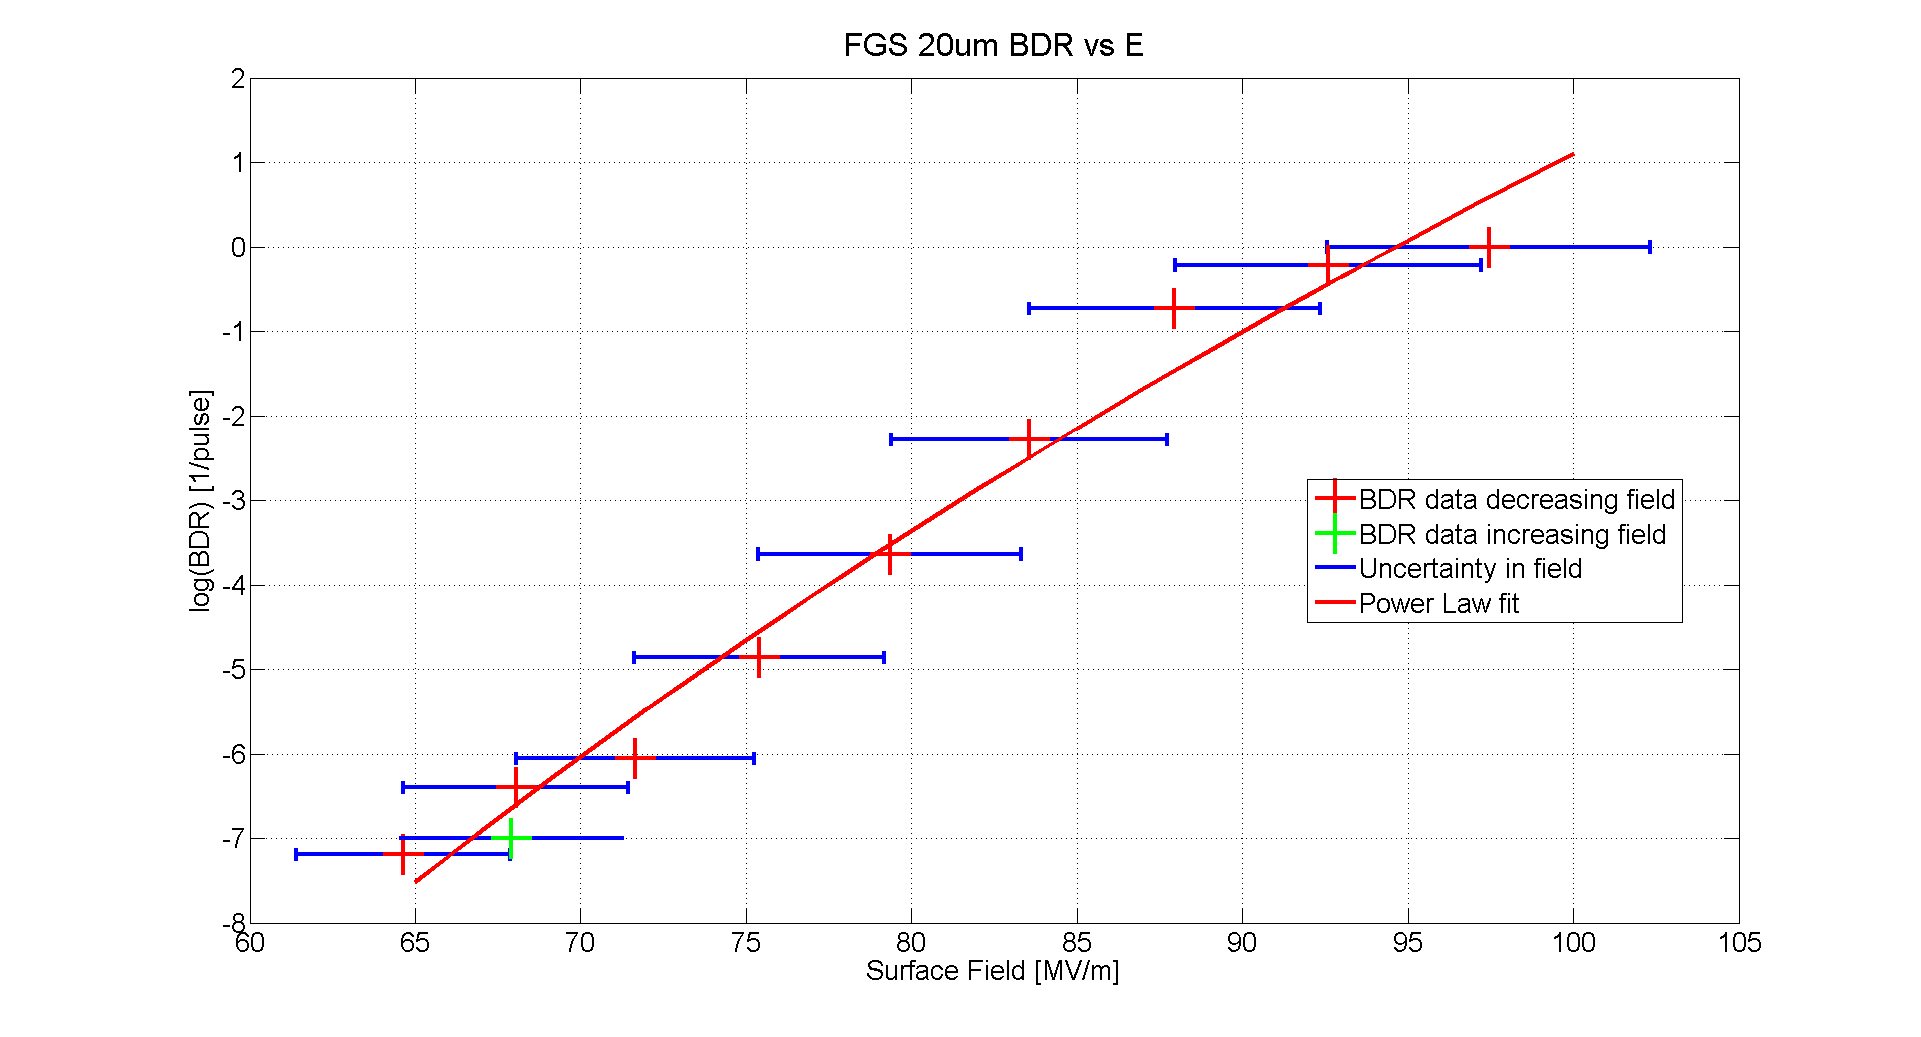 FGS 20um BDR vs E
2
1
0
-1
-2
-3
-4
-5
-6
-7
-8
log(BDR) [1/pulse]
BDR data decreasing field
BDR data increasing field
Uncertainty in field
Power Law fit
60 65 70 75 80 85 90 95 100 105
Surface Field [MV/m]